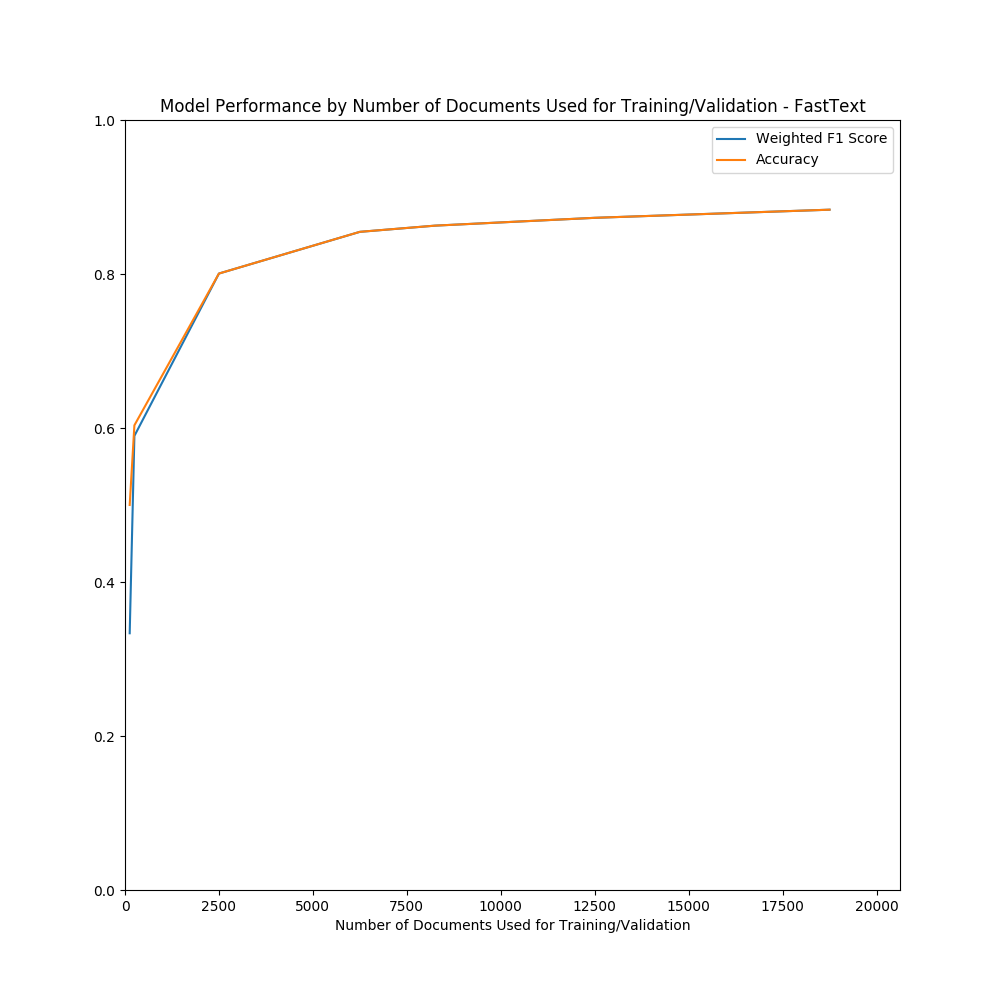 Model Performance by Number of Documents Used for Training/Validation - FastText
Weighted F1 Score
Accuracy
1.0
0.8
0.6
0.4
0.2
0.0
0 2500 5000 7500 10000 12500 15000 17500 20000
Number of Documents Used for Training/Validation